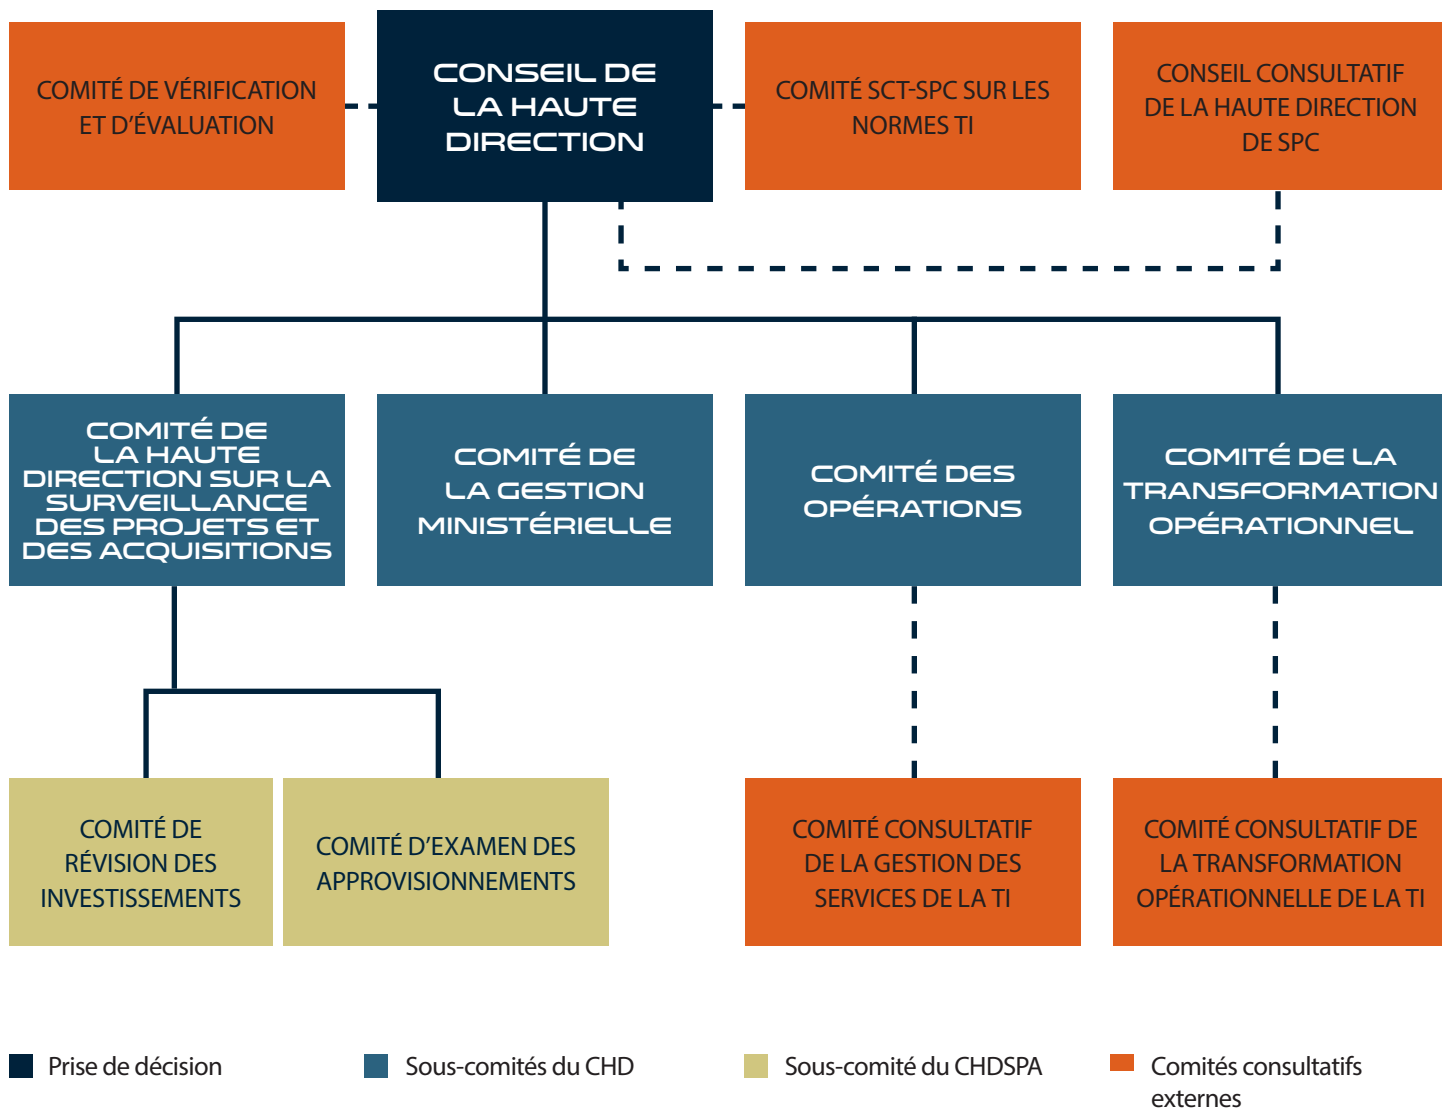 COMITÉ DE VÉRIFICATION
ET D'ÉVALUATION
CONSEIL DE
LA HAUTE
DIRECTION
COMITÉ SCT-SPC SUR LES
NORMES TI
CONSEIL CONSULTATIF
DE LA HAUTE DIRECTION
DE SPC
COMITÉ DE
LA HAUTE
DIRECTION SUR LA
SURVEILLANCE
DES PROJETS ET
DES ACQUISITIONS
COMITÉ DE
LA GESTION
MINISTÉRIELLE
COMITÉ DES
OPÉRATIONS
COMITÉ DE LA
TRANSFORMATION
OPÉRATIONNEL
COMITÉ DE
RÉVISION DES
INVESTISSEMENTS
COMITÉ D'EXAMEN DES
APPROVISIONNEMENTS
COMITÉ CONSULTATIF
DE LA GESTION DES
SERVICES DE LA TI
COMITÉ CONSULTATIF DE
LA TRANSFORMATION
OPÉRATIONNELLE DE LA TI
Prise de décision
Sous-comités du CHD
Sous-comité du CHDSPA
Comités consultatifs
externes